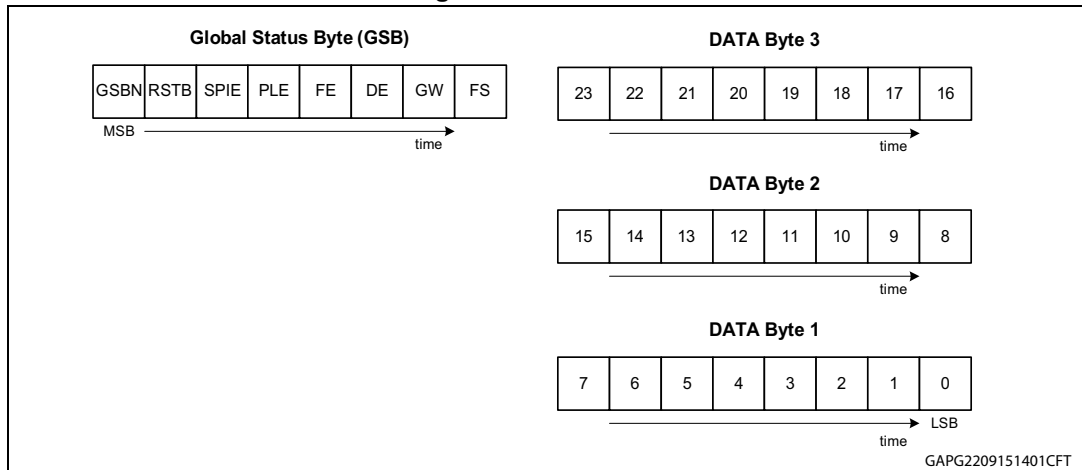 Global Status Byte (GSB)
GSBN RSTB SPIE PLE FE DE GW FS
MSB
time
DATA Byte 3
23 22 21 20 19 18 17 16
time
DATA Byte 2
15 14 13 12 11 10 9 8
time
DATA Byte 1
7 6 5 4 3 2 1 0
LSB
time
GAPG2209151401CFT